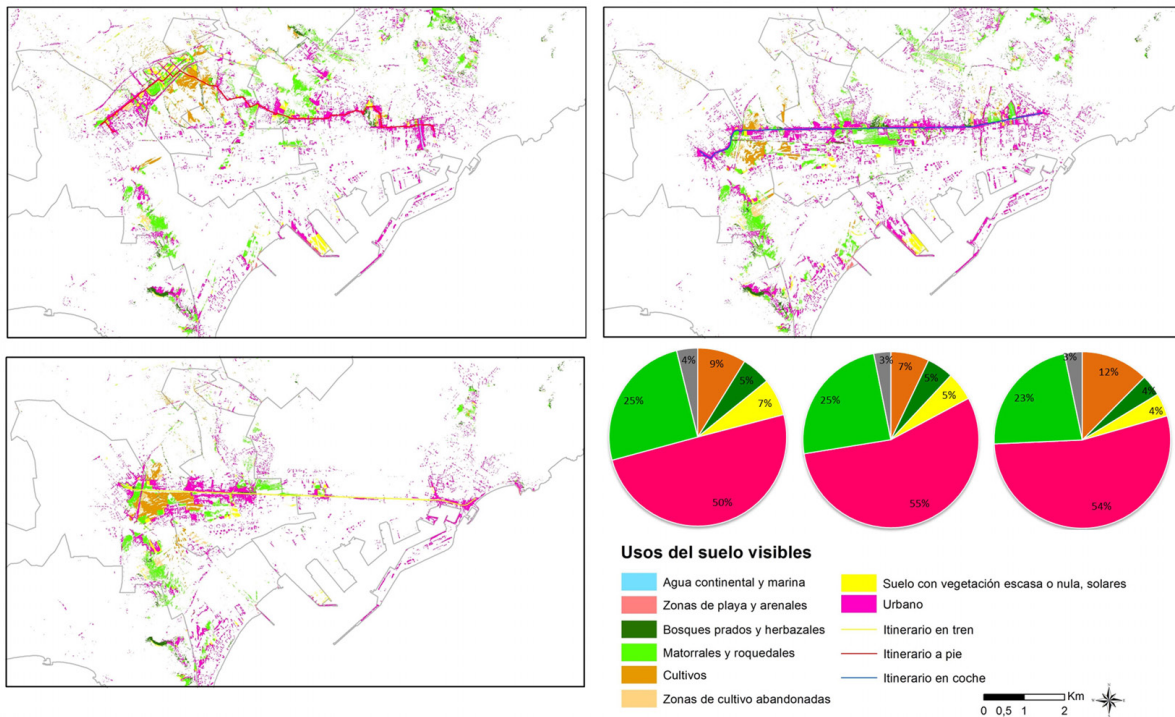 4%
9%
5%
7%
50%
25%
3%
7%
5%
5%
55%
25%
3%
12%
4%
4%
54%
23%
Usos del suelo visibles
Agua continental y marina
Zonas de playa y arenales
Bosques prados y herbazales
Matorrales y roquedales
Cultivos
Zonas de cultivo abandonadas
Suelo con vegetación escasa o nula, solares
Urbano
Itinerario en tren
Itinerario a pie
Itinerario en coche
Km
0 0,5 1 2